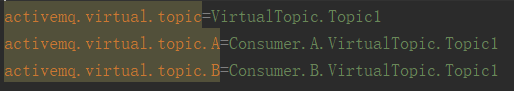 activemq.virtual.topic=VirtualTopic.Topic1
activemq.virtual.topic.A=Consumer.A.VirtualTopic.Topic1
activemq.virtual.topic.B=Consumer.B.VirtualTopic.Topic1